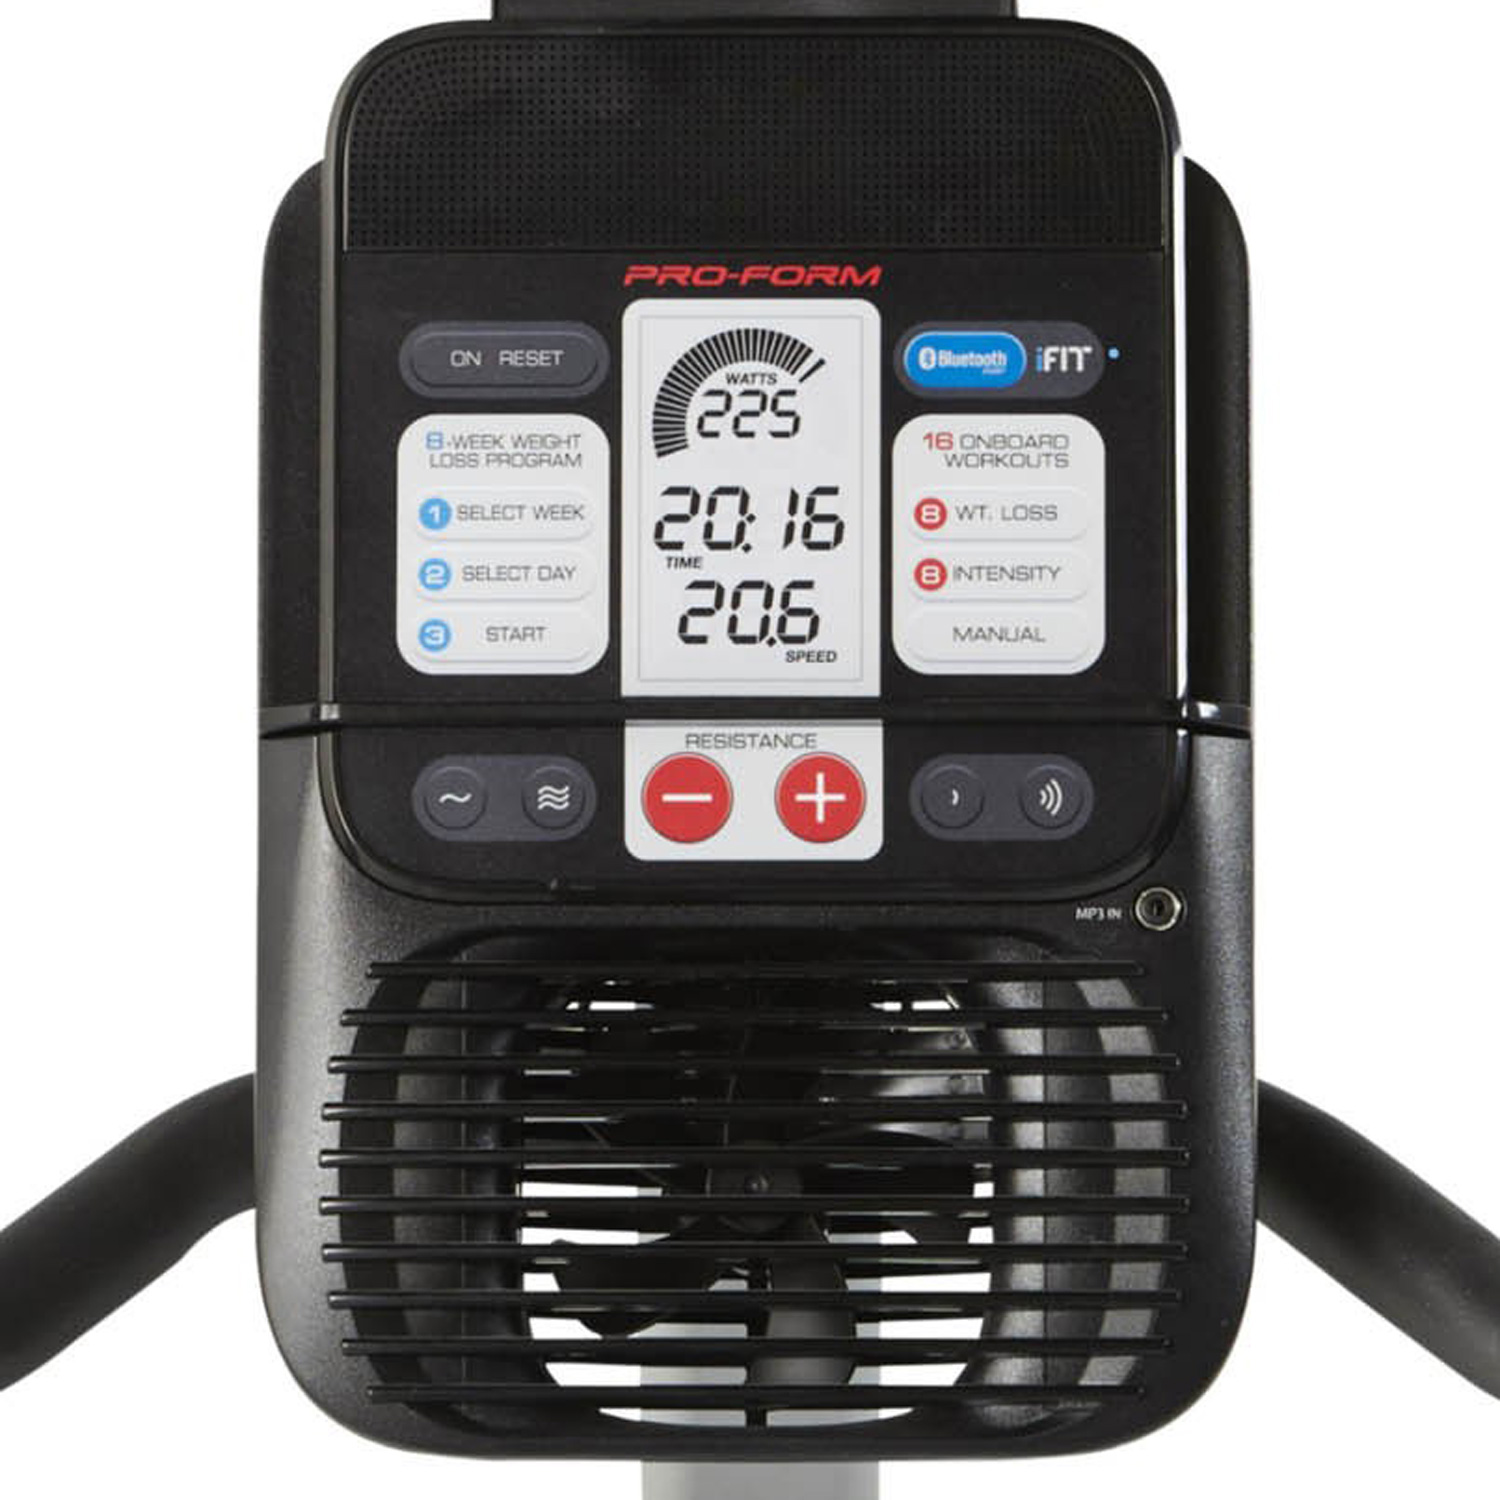 PRO-FORM
ON RESET
WATTS
225
Bluetooth
iFIT
8-WEEK WEIGHT
LOSS PROGRAM
1 SELECT WEEK
2 SELECT DAY
3 START
20:16
TIME
20.6
SPEED
16 ONBOARD
WORKOUTS
8 WT. LOSS
8 INTENSITY
MANUAL
RESISTANCE
− +
MP3 IN